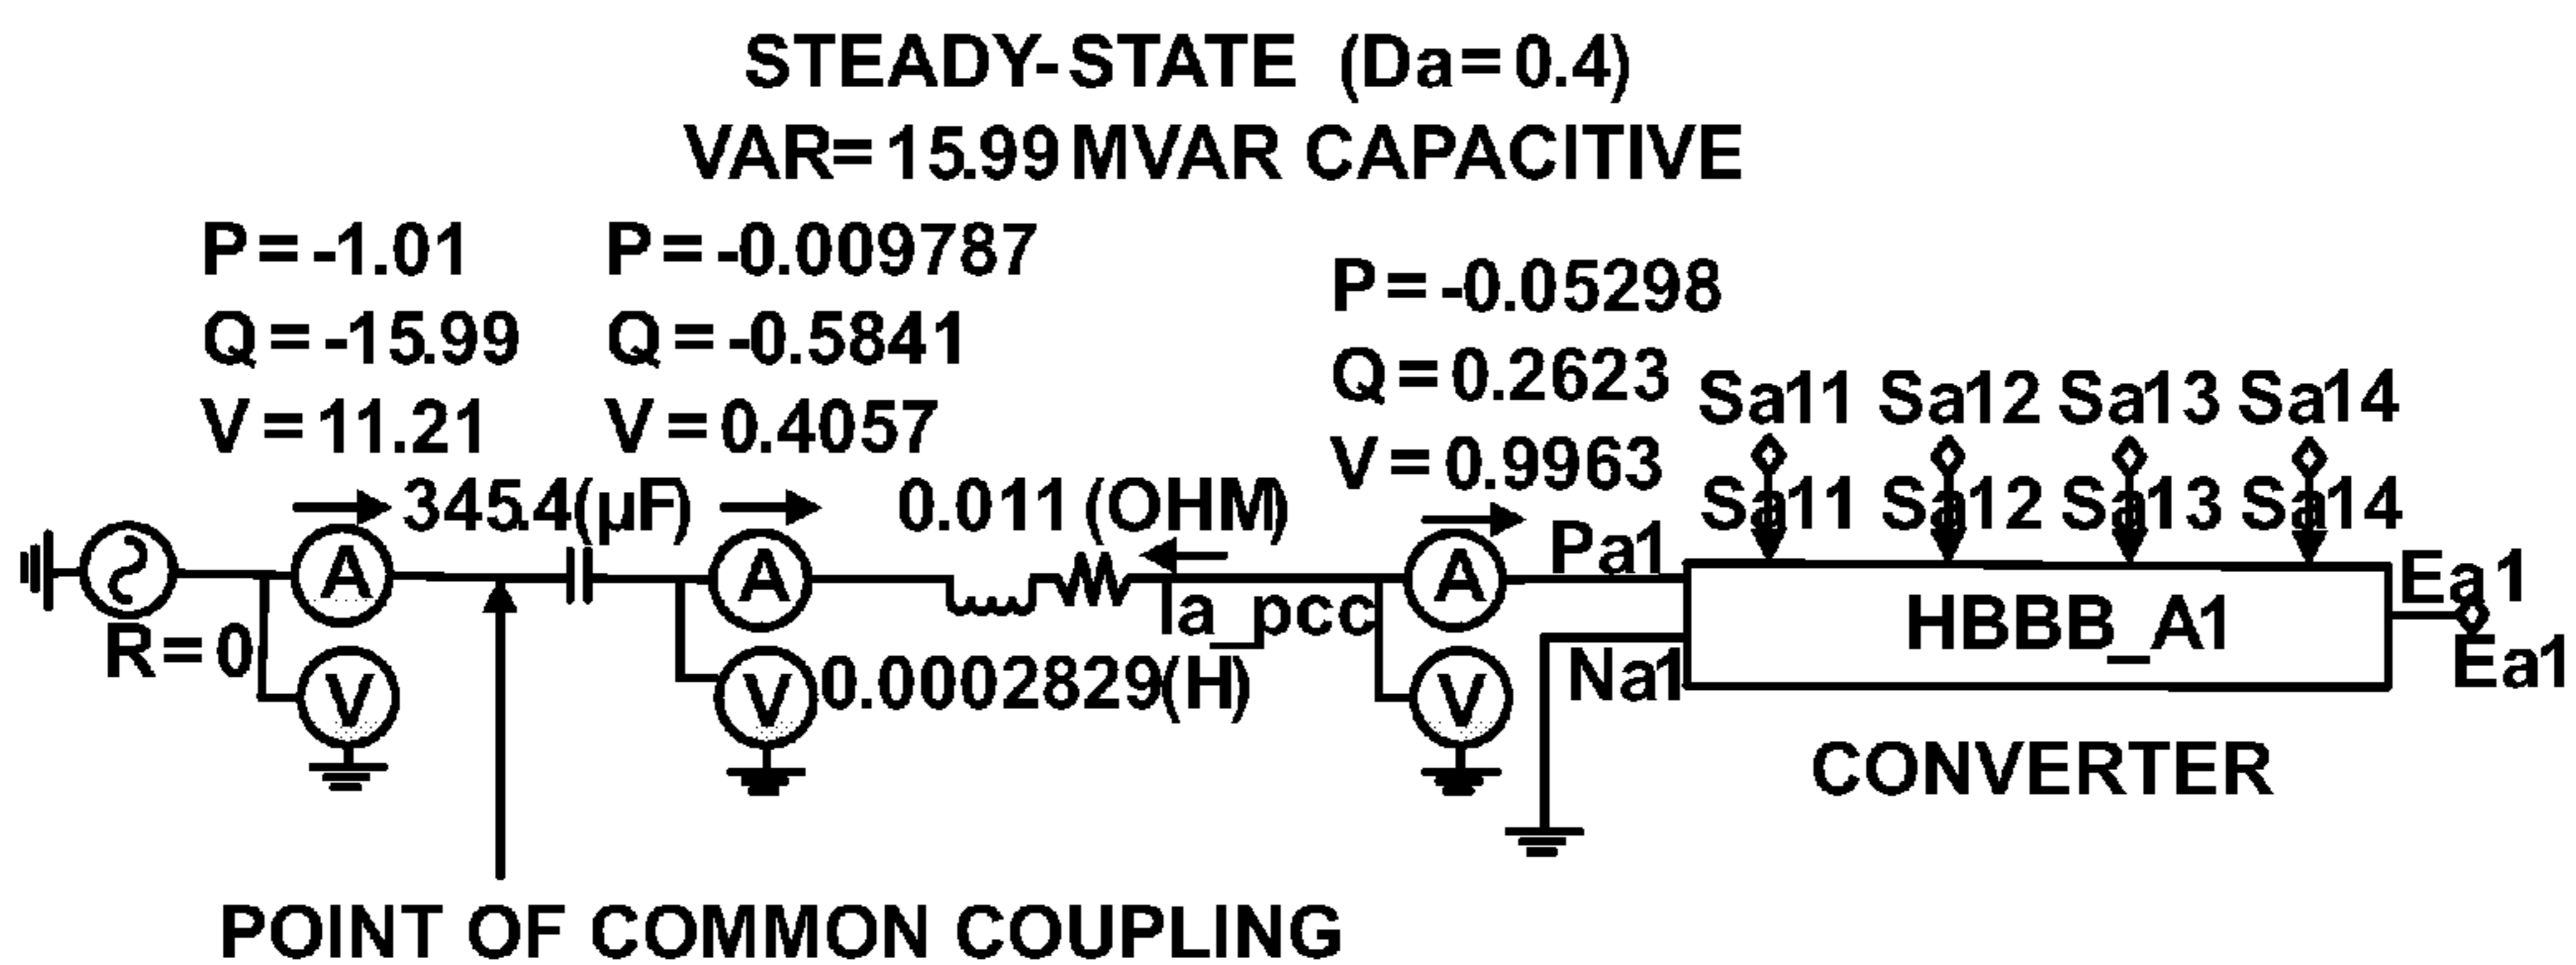 STEADY-STATE (Da=0.4)
VAR=15.99 MVAR CAPACITIVE
P=-1.01
Q=-15.99
V=11.21
P=-0.009787
Q=-0.5841
V=0.4057
P=-0.05298
Q=0.2623
V=0.9963
Sa11 Sa12 Sa13 Sa14
Sa11 Sa12 Sa13 Sa14
345.4(µF)
0.011 (OHM)
A
A
A
Pa1
Ia_pcc
R=0
V
V
V
0.0002829(H)
Na1
HBBB_A1
Ea1
Ea1
CONVERTER
POINT OF COMMON COUPLING